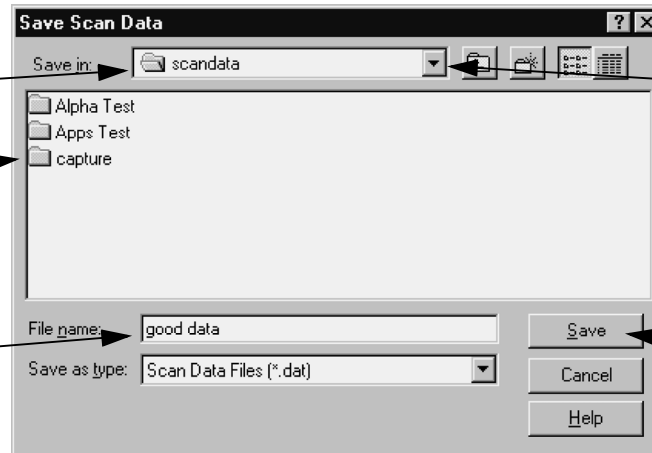 Save Scan Data
Save in: scandata
Alpha Test
Apps Test
capture
File name: good data
Save
Save as type: Scan Data Files (*.dat)
Cancel
Help